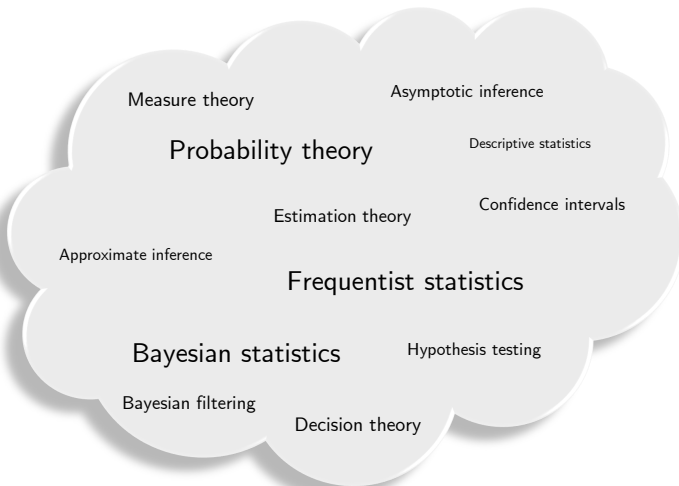 Asymptotic inference
Measure theory
Descriptive statistics
Probability theory
Confidence intervals
Estimation theory
Approximate inference
Frequentist statistics
Hypothesis testing
Bayesian statistics
Bayesian filtering
Decision theory